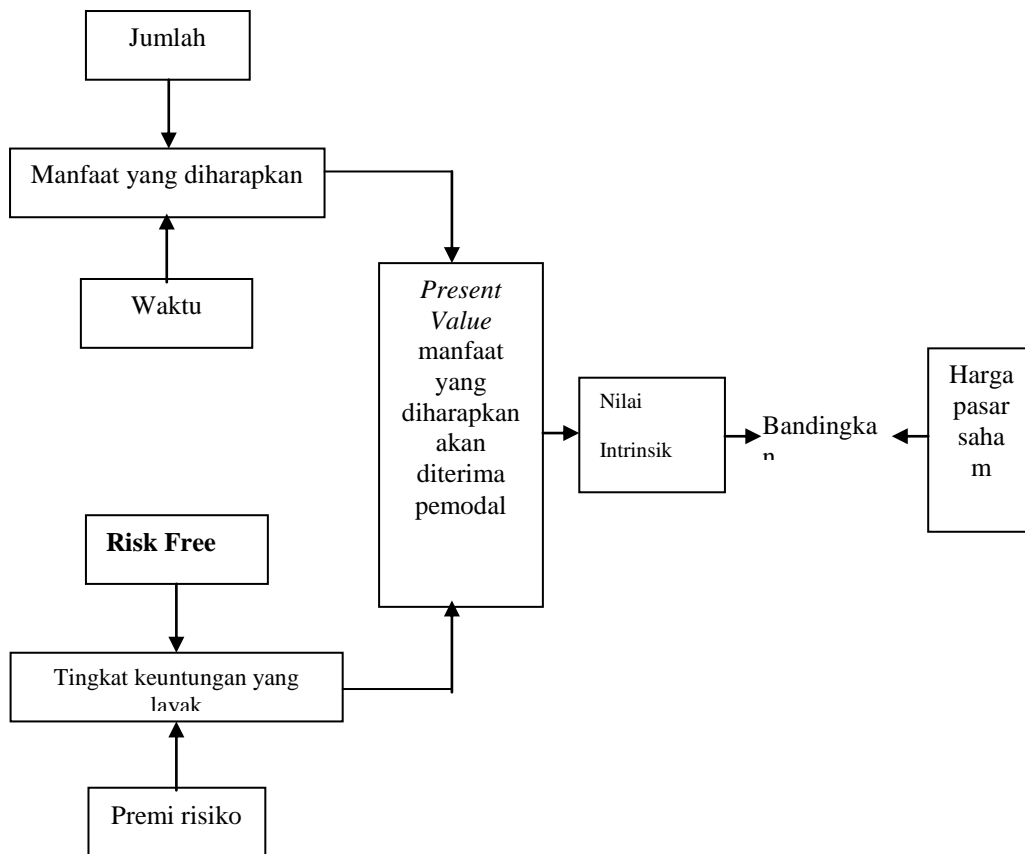 Jumlah
Manfaat yang diharapkan
Waktu
Present
Value
manfaat
yang
diharapkan
akan
diterima
pemodal
Nilai
Intrinsik
Bandingka
n
Harga
pasar
saha
m
Risk Free
Tingkat keuntungan yang
layak
Premi risiko